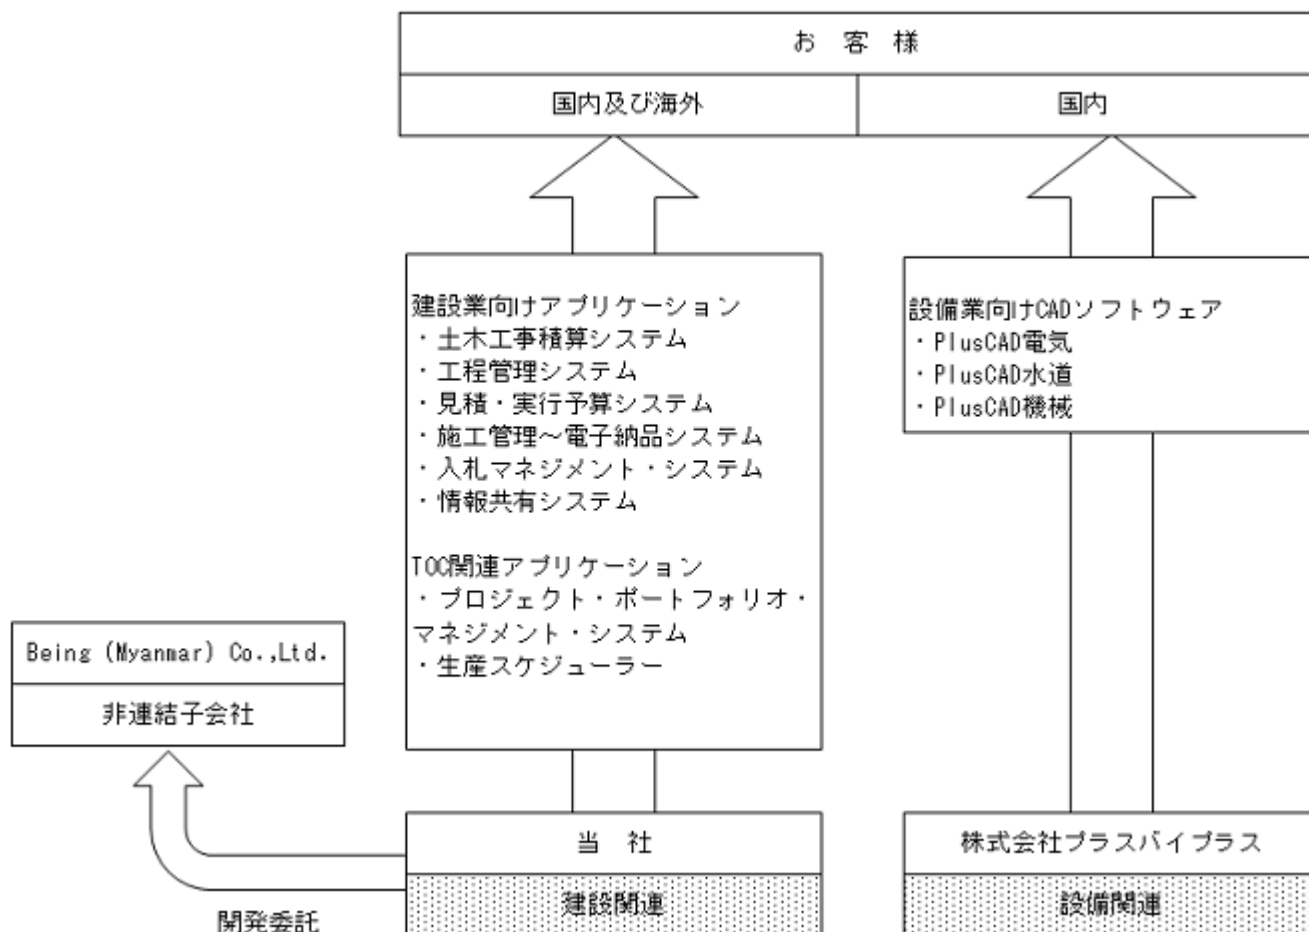 お 客 様
国内及び海外
国内
建設業向けアプリケーション
・土木工事積算システム
・工程管理システム
・見積・実行予算システム
・施工管理～電子納品システム
・入札マネジメント・システム
・情報共有システム
TOC関連アプリケーション
・プロジェクト・ポートフォリオ・
マネジメント・システム
・生産スケジューラー
設備業向けCADソフトウェア
・PlusCAD電気
・PlusCAD水道
・PlusCAD機械
Being (Myanmar) Co.,Ltd.
非連結子会社
開発委託
当 社
建設関連
株式会社プラスバイプラス
設備関連